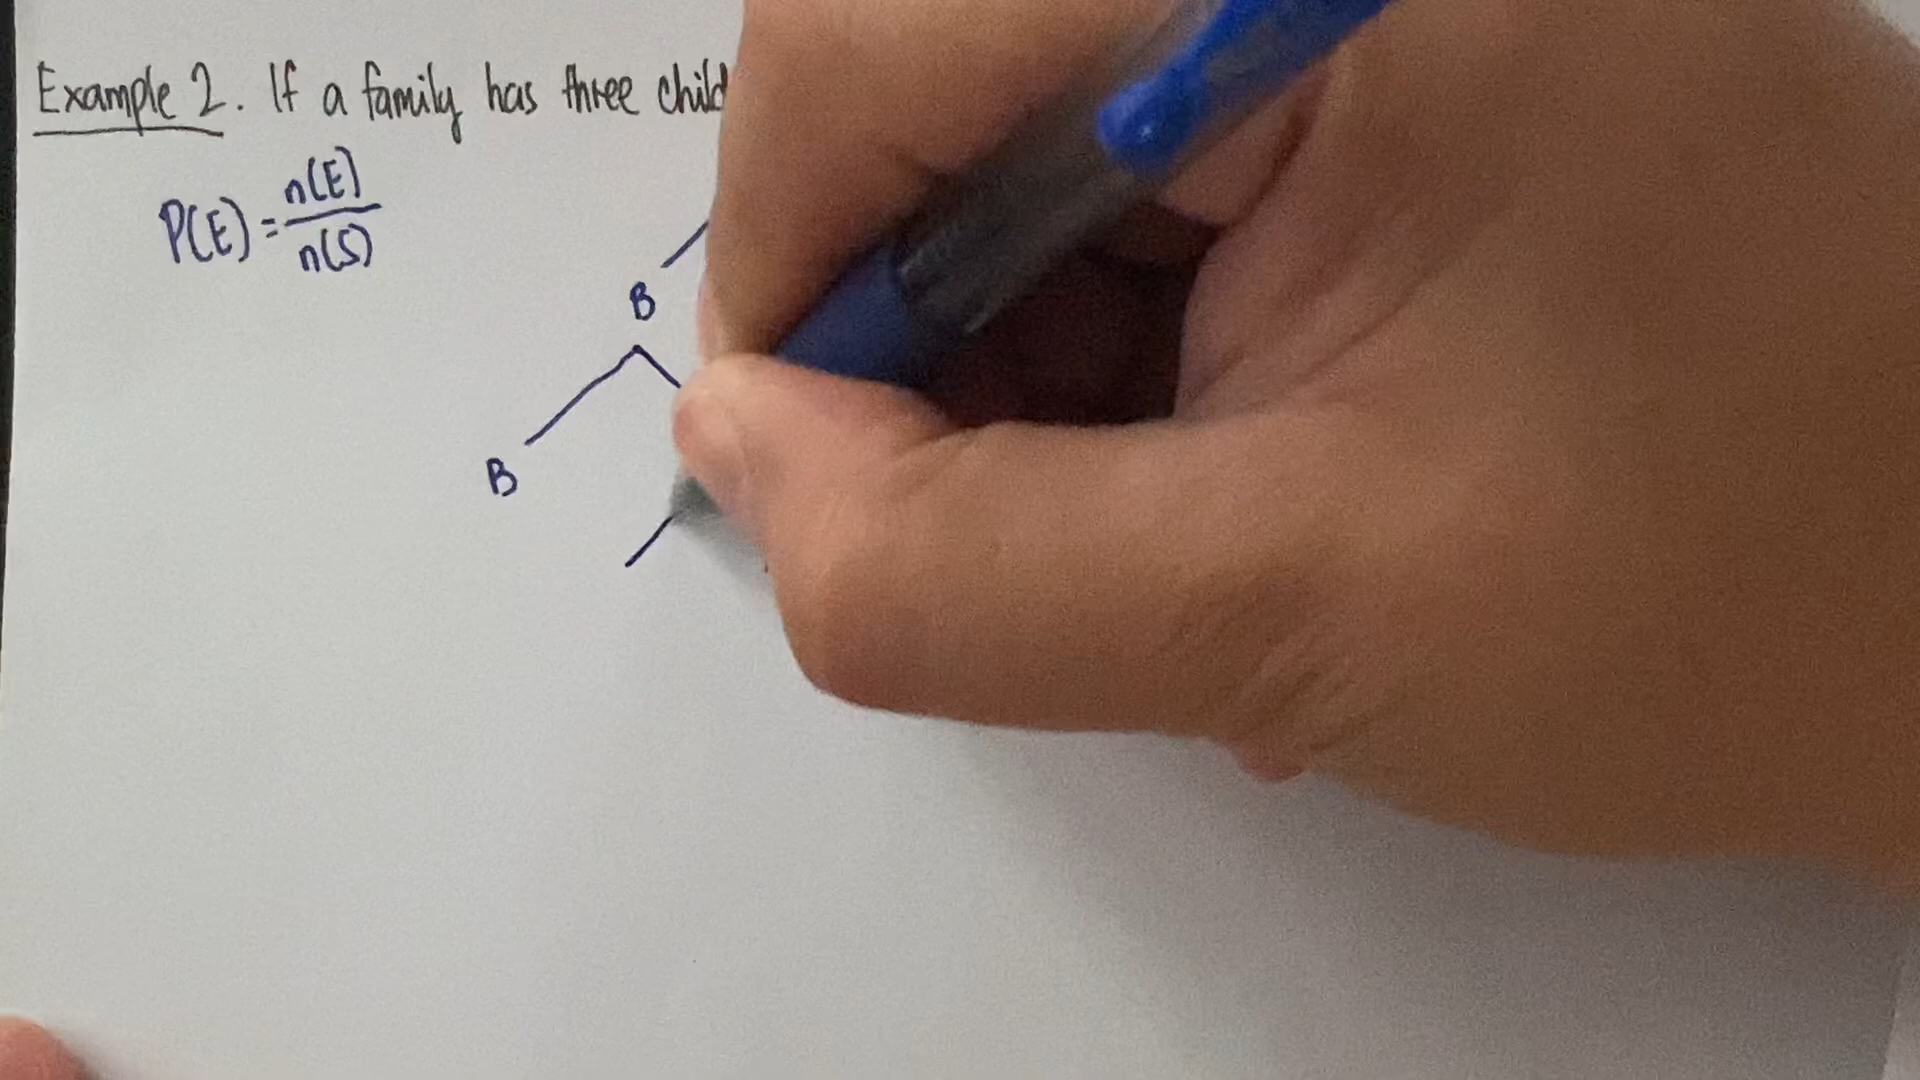 Example 2. If a family has three child
P(E) = n(E) / n(S)
B
B